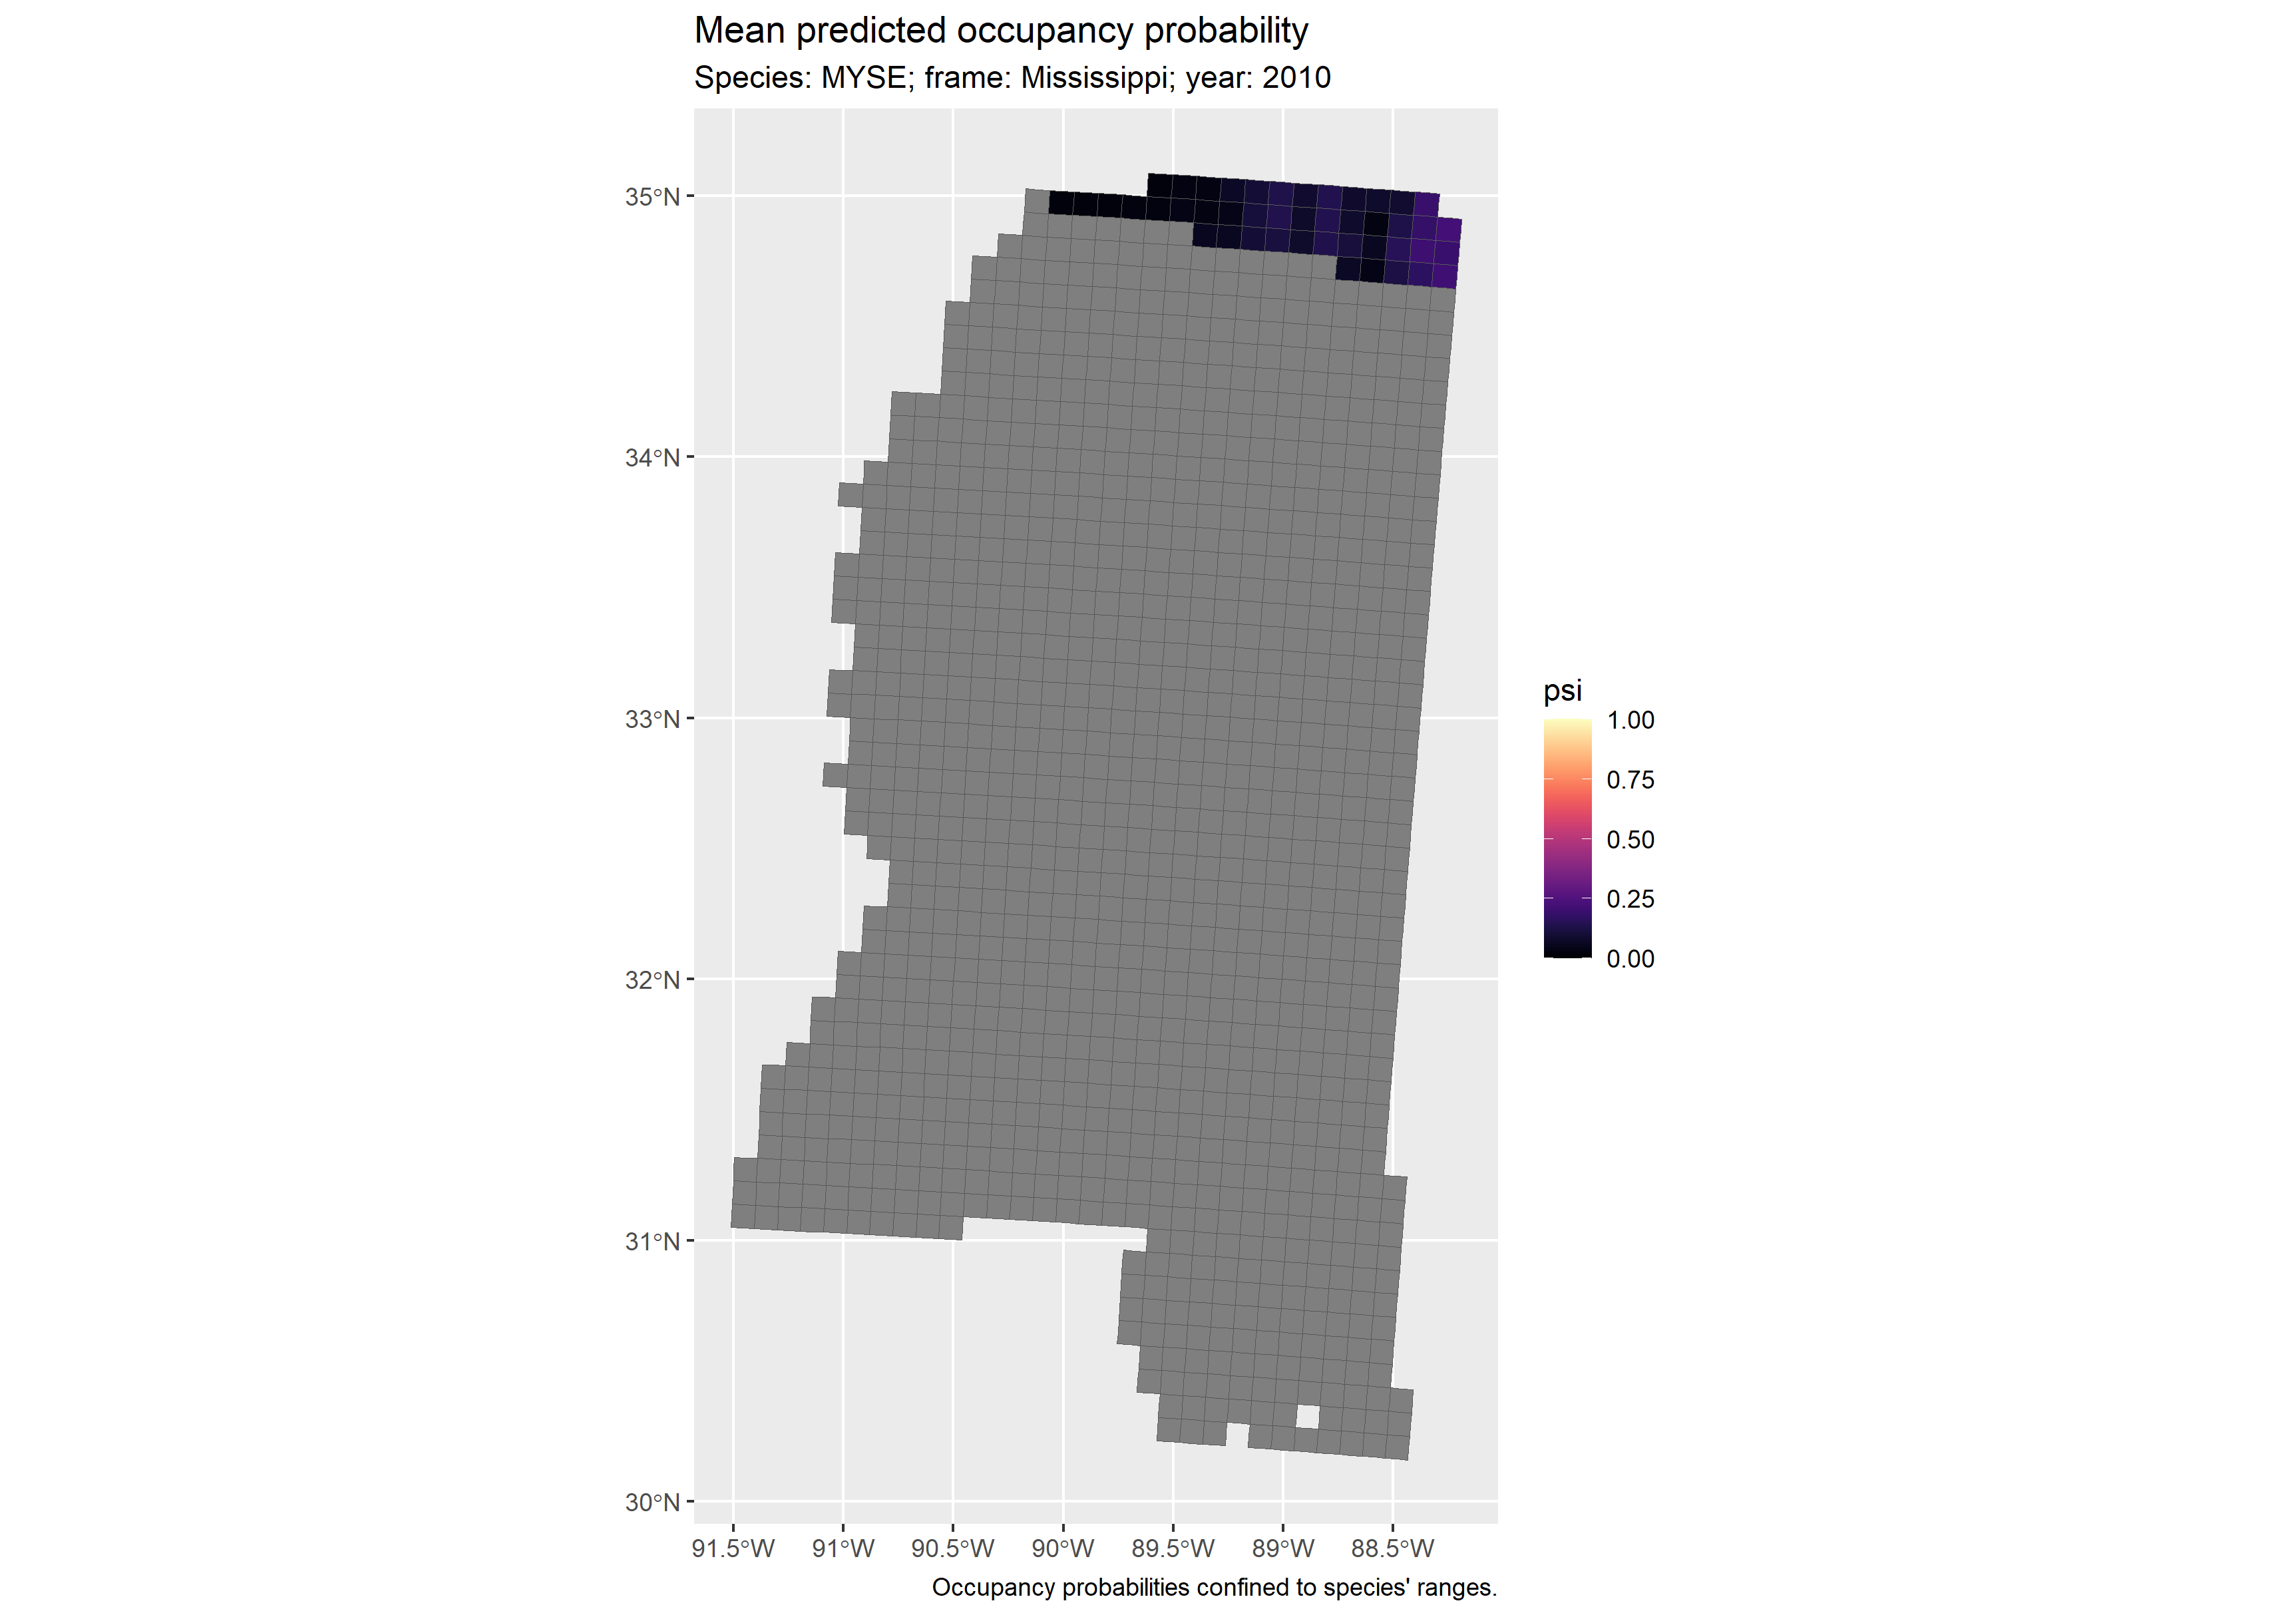 Mean predicted occupancy probability
Species: MYSE; frame: Mississippi; year: 2010
35°N
34°N
33°N
32°N
31°N
30°N
91.5°W
91°W
90.5°W
90°W
89.5°W
89°W
88.5°W
psi
1.00
0.75
0.50
0.25
0.00
Occupancy probabilities confined to species' ranges.